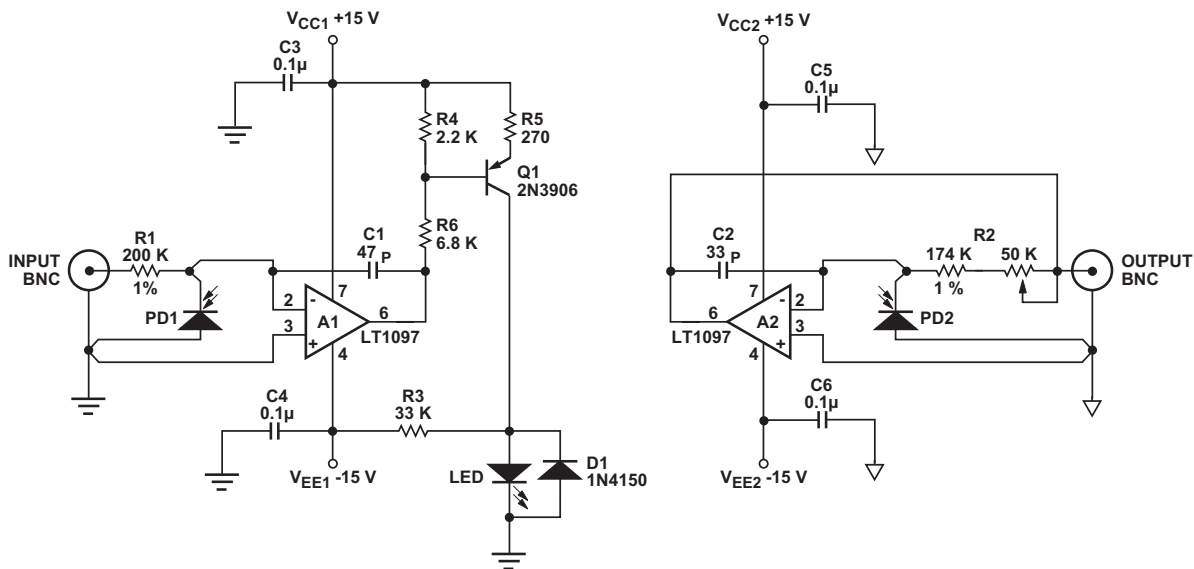 VCC1 +15 V
C3
0.1µ
R4
2.2 K
R5
270
Q1
2N3906
R6
6.8 K
C1
47 P
INPUT
BNC
R1
200 K
1%
PD1
2
3
-
+
A1
7
4
6
LT1097
C4
0.1µ
R3
33 K
VEE1 -15 V
LED
D1
1N4150
VCC2 +15 V
C5
0.1µ
C2
33 P
R2
174 K
50 K
1 %
OUTPUT
BNC
6
LT1097
A2
7
4
-
+
2
3
PD2
C6
0.1µ
VEE2 -15 V